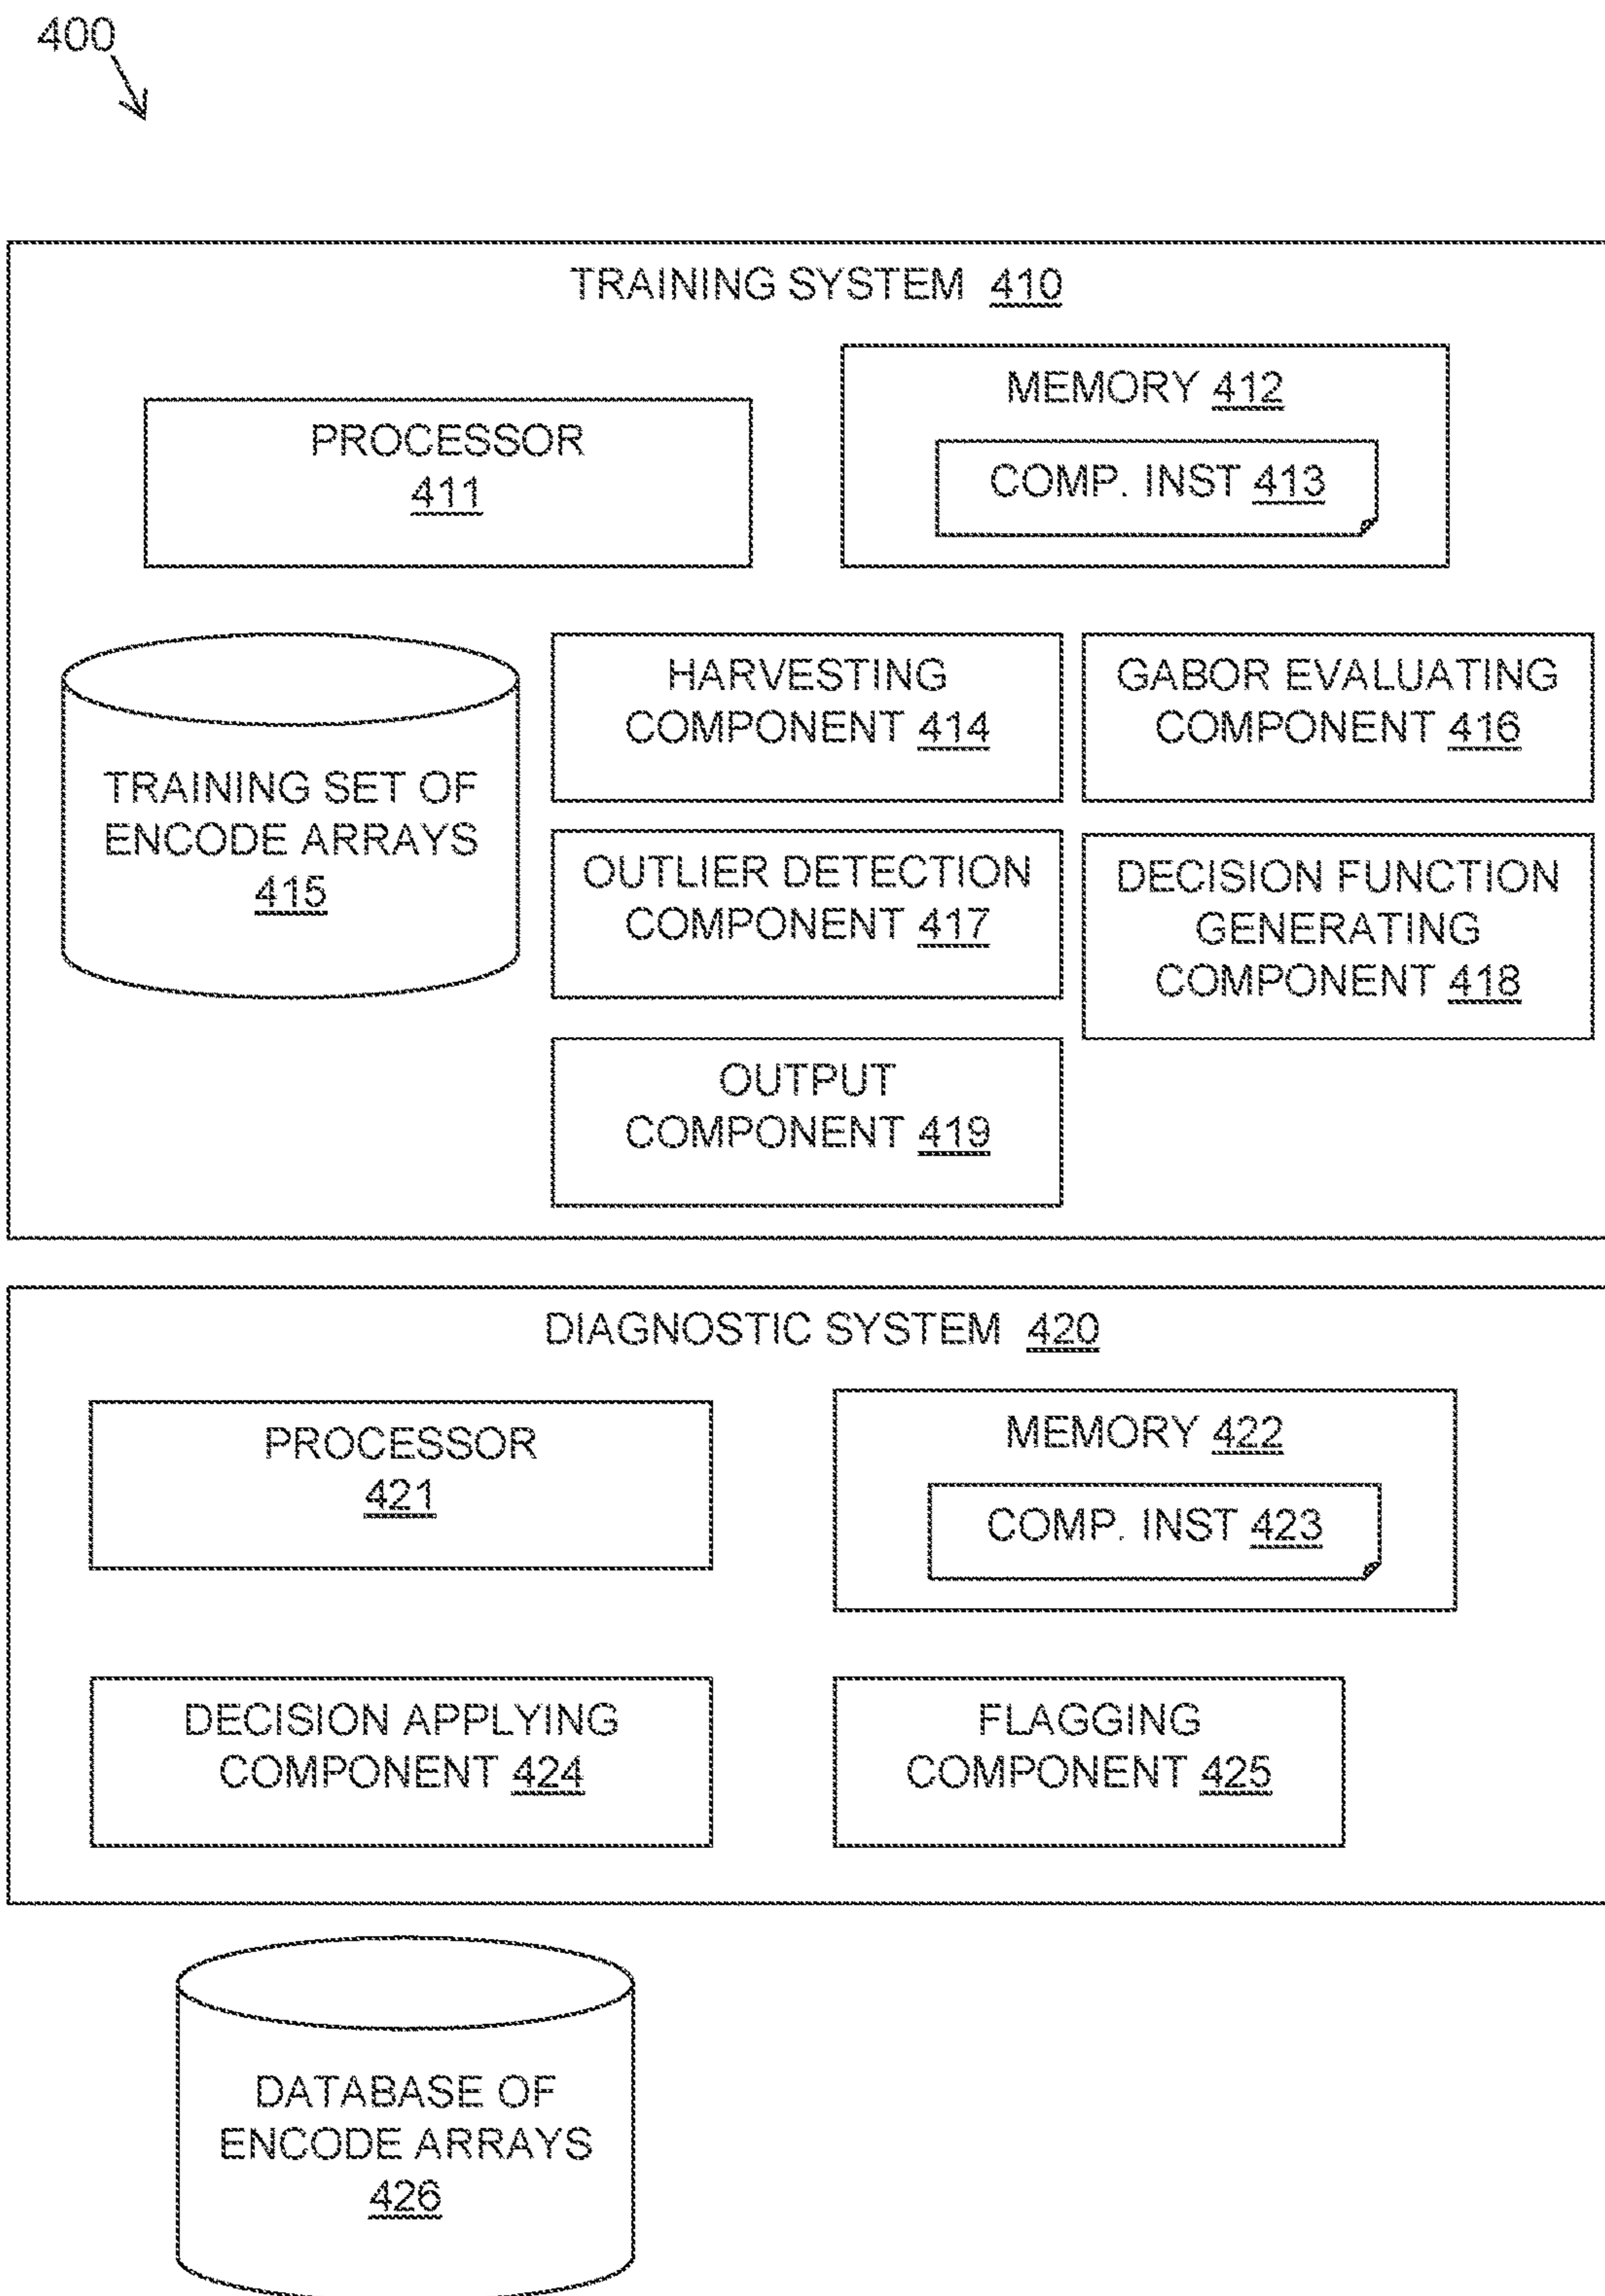 400
TRAINING SYSTEM 410
PROCESSOR
411
MEMORY 412
COMP. INST 413
TRAINING SET OF
ENCODE ARRAYS
415
HARVESTING
COMPONENT 414
GABOR EVALUATING
COMPONENT 416
OUTLIER DETECTION
COMPONENT 417
DECISION FUNCTION
GENERATING
COMPONENT 418
OUTPUT
COMPONENT 419
DIAGNOSTIC SYSTEM 420
PROCESSOR
421
MEMORY 422
COMP. INST 423
DECISION APPLYING
COMPONENT 424
FLAGGING
COMPONENT 425
DATABASE OF
ENCODE ARRAYS
426